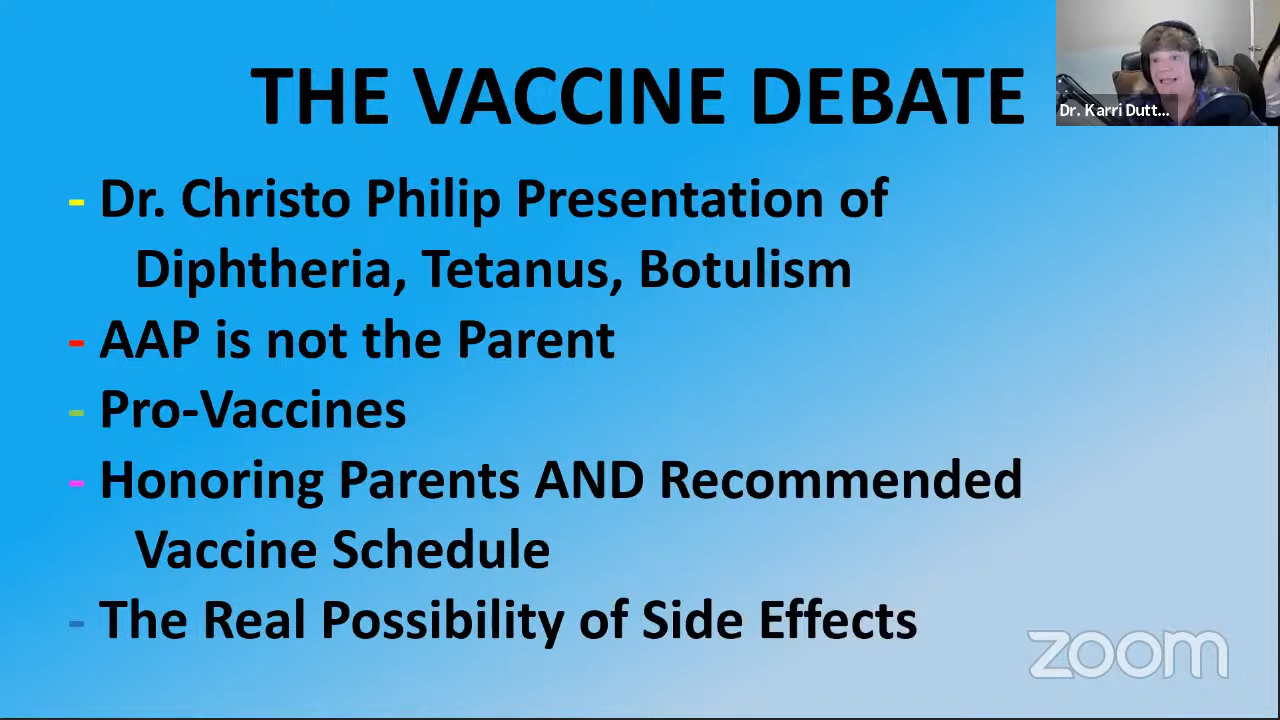 THE VACCINE DEBATE
Dr. Karri Dutt...
- Dr. Christo Philip Presentation of
Diphtheria, Tetanus, Botulism
- AAP is not the Parent
- Pro-Vaccines
- Honoring Parents AND Recommended
Vaccine Schedule
- The Real Possibility of Side Effects
zoom